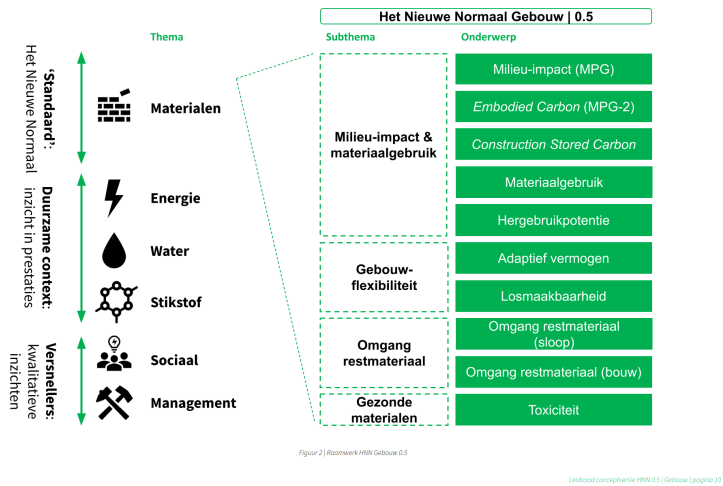 Het Nieuwe Normaal Gebouw | 0.5
Thema
Subthema
Onderwerp
‘Standaard’:
Het Nieuwe Normaal
Materialen
Milieu-impact &
materiaalgebruik
Milieu-impact (MPG)
Embodied Carbon (MPG-2)
Construction Stored Carbon
Materiaalgebruik
Hergebruikpotentie
Duurzame context:
inzicht in prestaties
Energie
Water
Stikstof
Gebouw-
flexibiliteit
Adaptief vermogen
Losmaakbaarheid
Versnellers:
kwalitatieve
inzichten
Sociaal
Management
Omgang
restmateriaal
Omgang restmateriaal
(sloop)
Omgang restmateriaal (bouw)
Gezonde
materialen
Toxiciteit
Figuur 2 | Raamwerk HNN Gebouw 0.5
Leidraad conceptversie HNN 0.5 | Gebouw | pagina 10